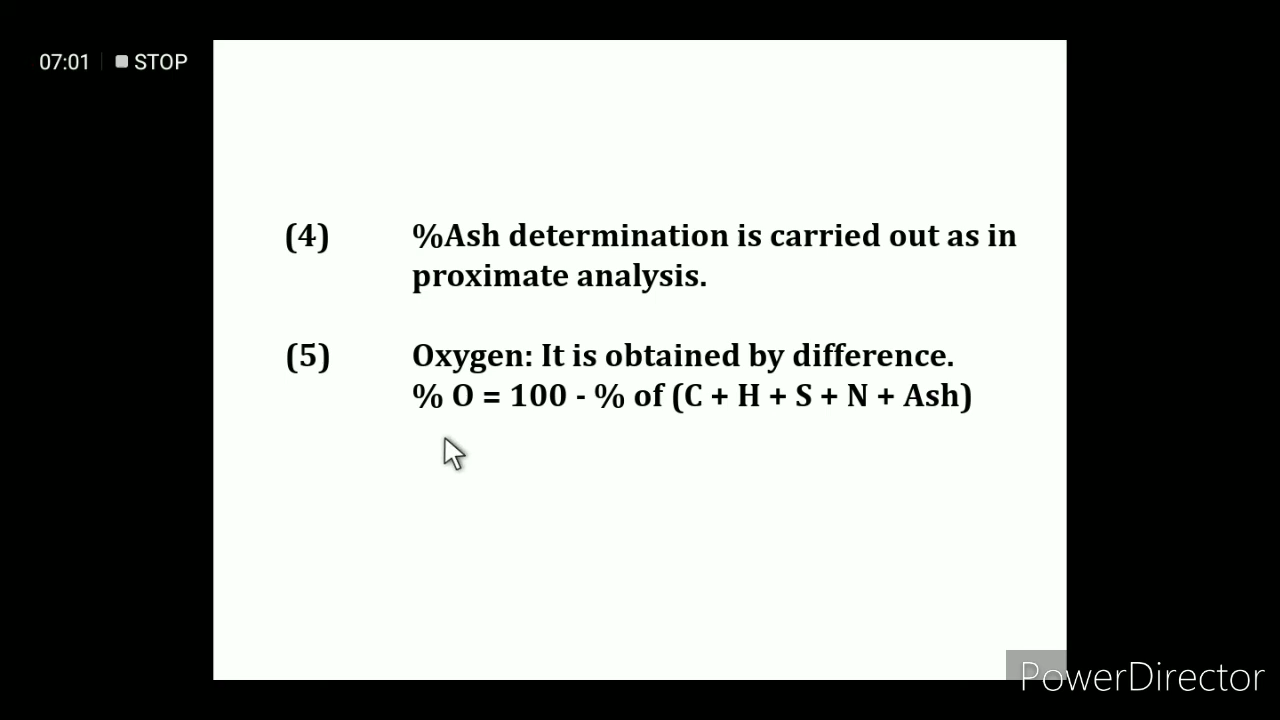 07:01 STOP
(4) %Ash determination is carried out as in
proximate analysis.
(5) Oxygen: It is obtained by difference.
% O = 100 - % of (C + H + S + N + Ash)
PowerDirector